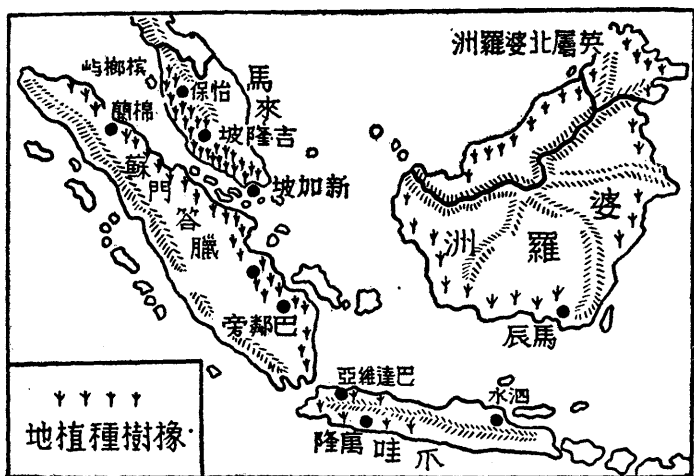 英屬北婆羅洲
梹榔屿
怡保
馬來
棉蘭
吉隆坡
新加坡
蘇門答臘
婆羅洲
巴鄰旁
馬辰
巴達維亞
泗水
萬隆
爪哇
橡樹種植地